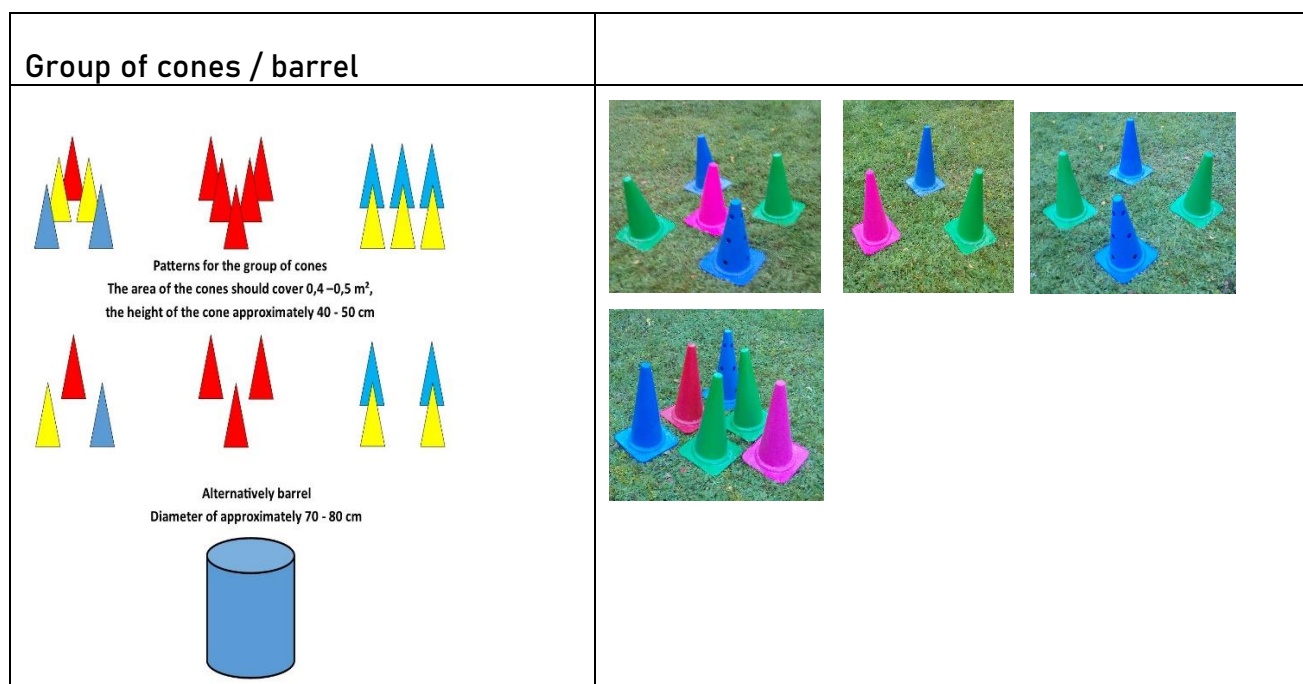 Group of cones / barrel
Patterns for the group of cones
The area of the cones should cover 0,4 –0,5 m²,
the height of the cone approximately 40 - 50 cm
Alternatively barrel
Diameter of approximately 70 - 80 cm